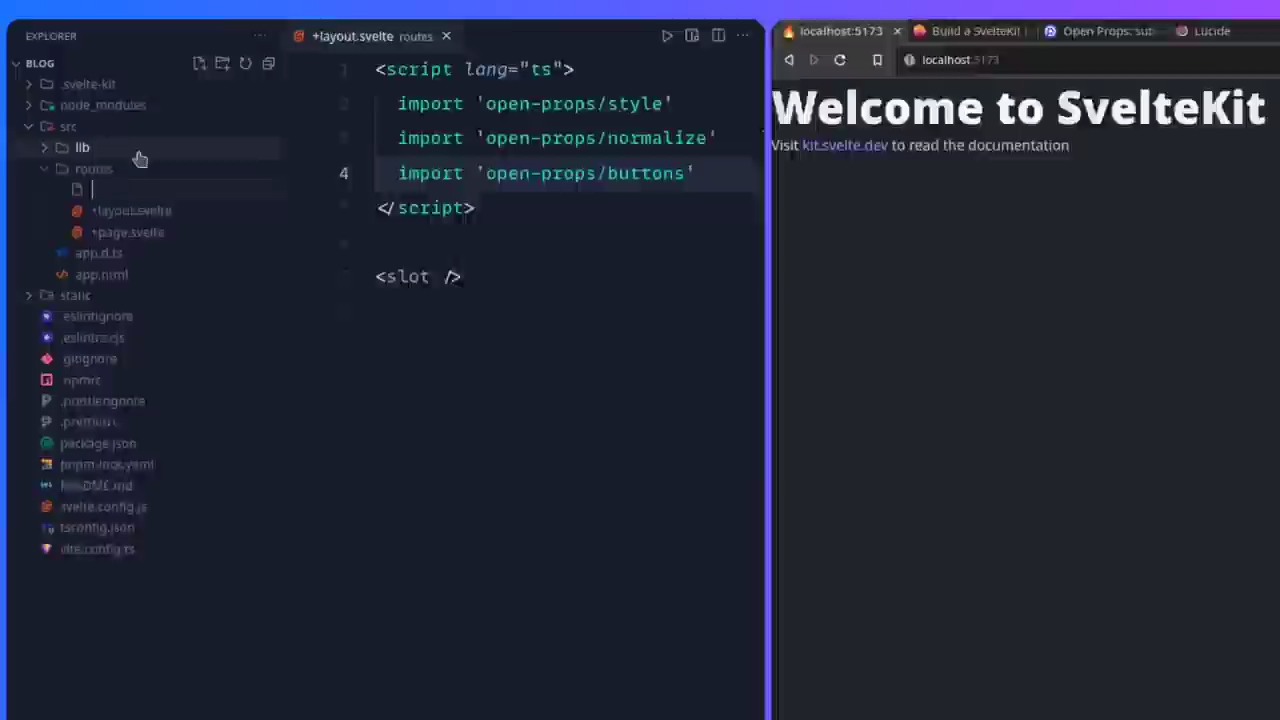 EXPLORER
BLOG
.svelte-kit
node_modules
src
lib
routes
+layout.svelte
+page.svelte
app.d.ts
app.html
static
.eslintignore
.eslintrc.cjs
.gitignore
.npmrc
.prettierignore
.prettierrc
package.json
pnpm-lock.yaml
README.md
svelte.config.js
tsconfig.json
vite.config.ts
+layout.svelte routes
1 <script lang="ts">
import 'open-props/style'
import 'open-props/normalize'
4 import 'open-props/buttons'
</script>
<slot />
localhost:5173
Build a SvelteKit
Open Props: sub
Lucide
localhost:5173
Welcome to SvelteKit
Visit kit.svelte.dev to read the documentation